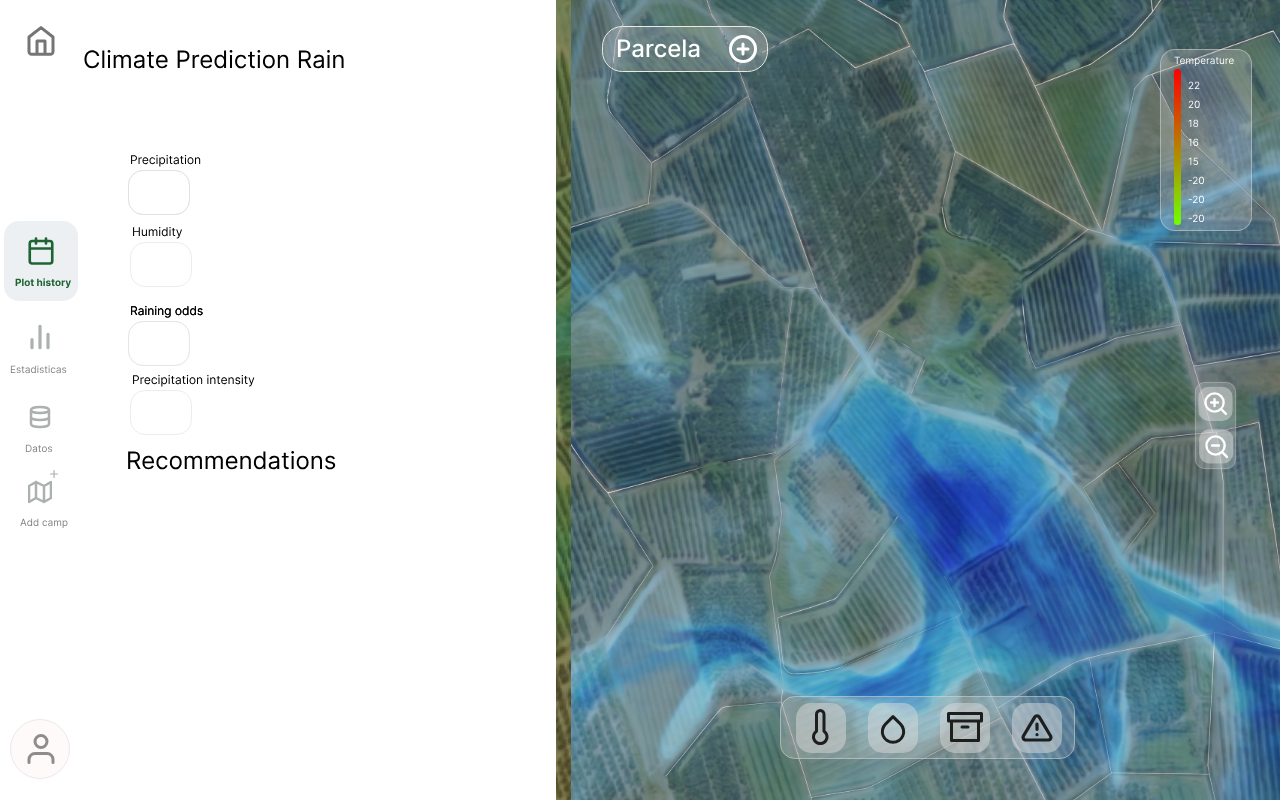 Climate Prediction Rain
Precipitation
Humidity
Raining odds
Precipitation intensity
Recommendations
Plot history
Estadisticas
Datos
Add camp
Parcela
Temperature
22
20
18
16
15
-20
-20
-20